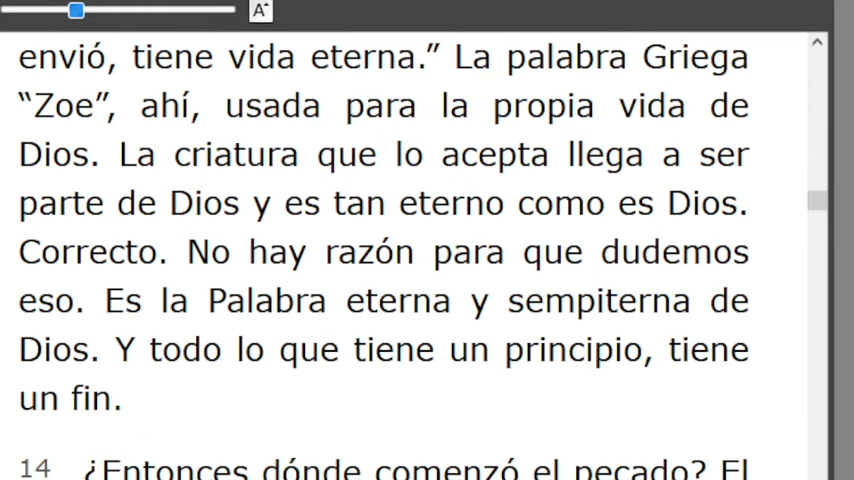 A
envió, tiene vida eterna.” La palabra Griega
“Zoe”, ahí, usada para la propia vida de
Dios. La criatura que lo acepta llega a ser
parte de Dios y es tan eterno como es Dios.
Correcto. No hay razón para que dudemos
eso. Es la Palabra eterna y sempiterna de
Dios. Y todo lo que tiene un principio, tiene
un fin.
14 ¿Entonces dónde comenzó el pecado? El